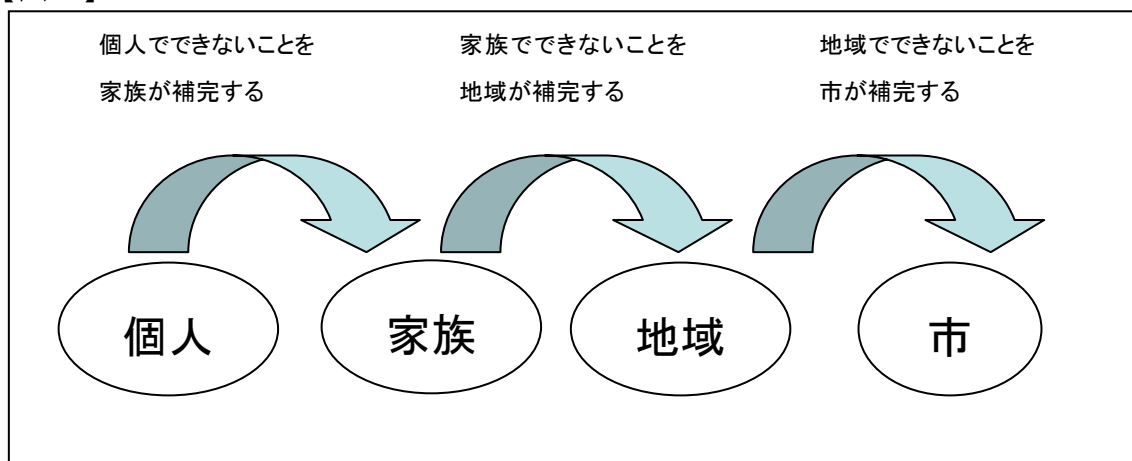 個人でできないことを
家族が補完する
家族でできないことを
地域が補完する
地域でできないことを
市が補完する
個人
家族
地域
市